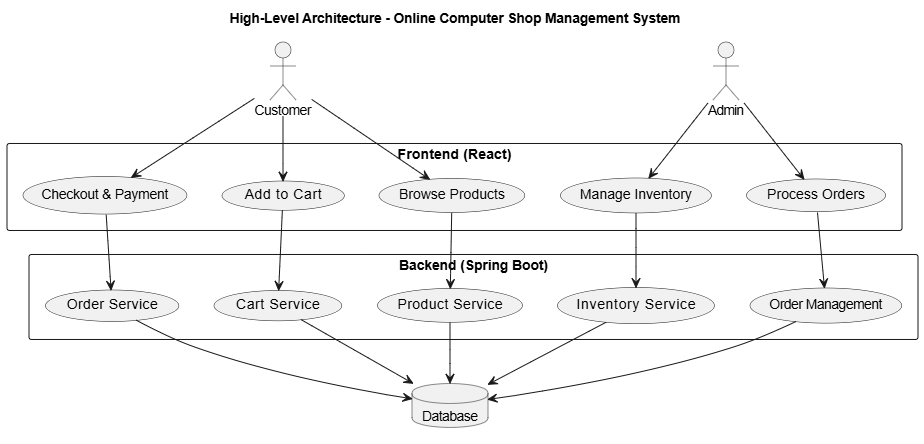 High-Level Architecture - Online Computer Shop Management System
Customer
Admin
Frontend (React)
Checkout & Payment
Add to Cart
Browse Products
Manage Inventory
Process Orders
Backend (Spring Boot)
Order Service
Cart Service
Product Service
Inventory Service
Order Management
Database